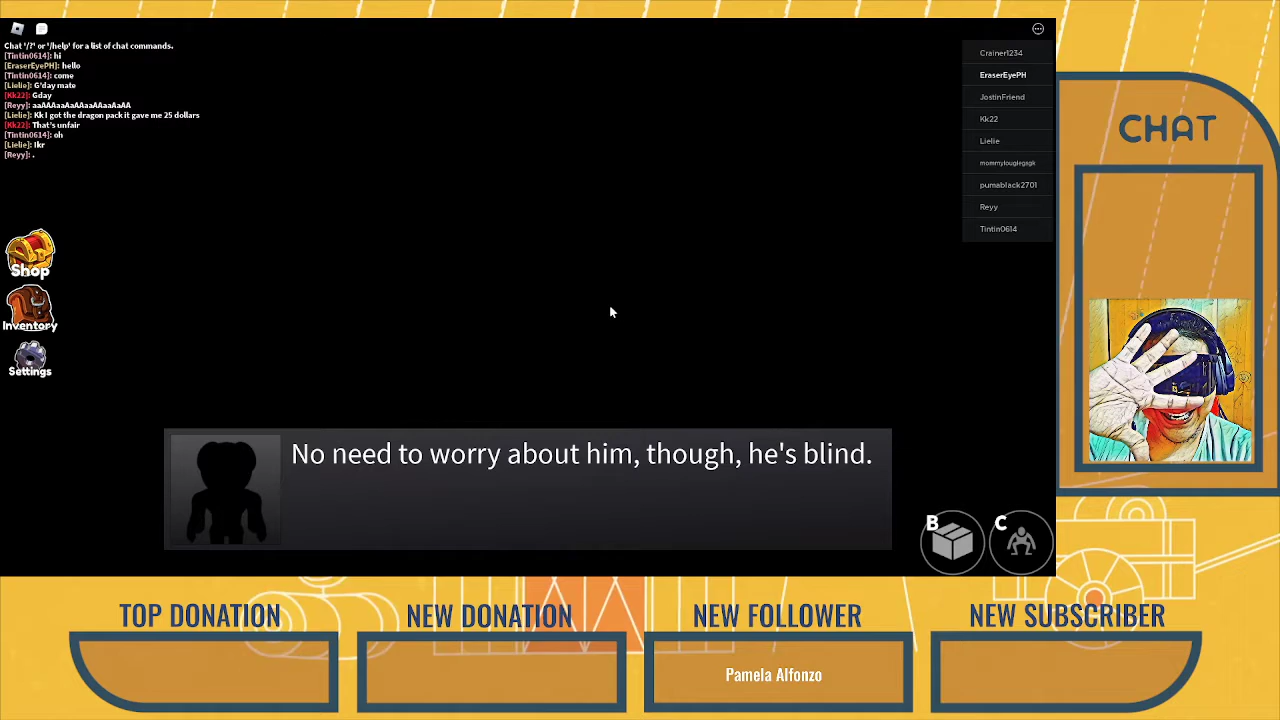 Chat '/?' or '/help' for a list of chat commands.
[Tintin0614]: hi
[EraserEyePH]: hello
[Tintin0614]: come
[Lielie]: G'day mate
[Kk22]: Gday
[Reyy]: aaAAAaaAaAAaaAAaaAaAA
[Lielie]: Kk I got the dragon pack it gave me 25 dollars
[Kk22]: That's unfair
[Tintin0614]: oh
[Lielie]: Ikr
[Reyy]: .
Crainer1234
EraserEyePH
JostinFriend
Kk22
Lielie
pumablack2701
Reyy
Tintin0614
CHAT
Shop
Inventory
Settings
No need to worry about him, though, he's blind.
B
C
TOP DONATION
NEW DONATION
NEW FOLLOWER
NEW SUBSCRIBER
Pamela Alfonzo